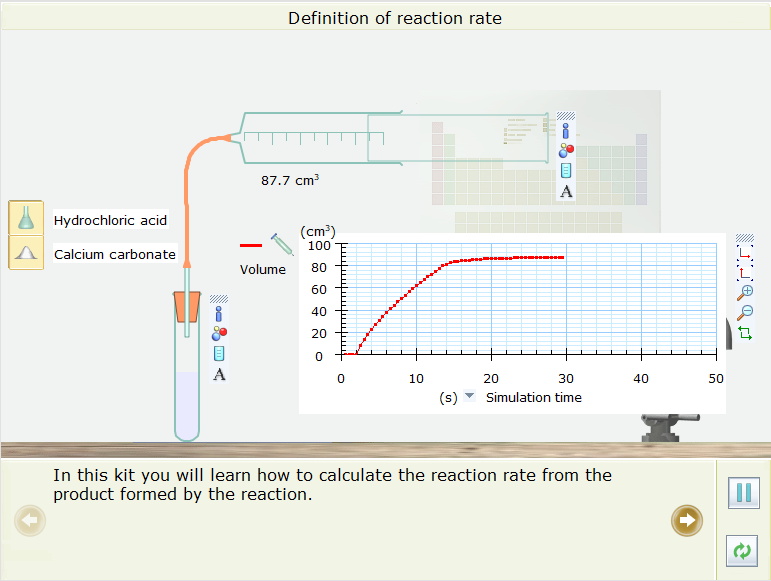 Definition of reaction rate
87.7 cm³
A
Hydrochloric acid
Calcium carbonate
Volume
A
(cm³)
100
80
60
40
20
0
0 10 20 30 40 50
(s) Simulation time
In this kit you will learn how to calculate the reaction rate from the
product formed by the reaction.